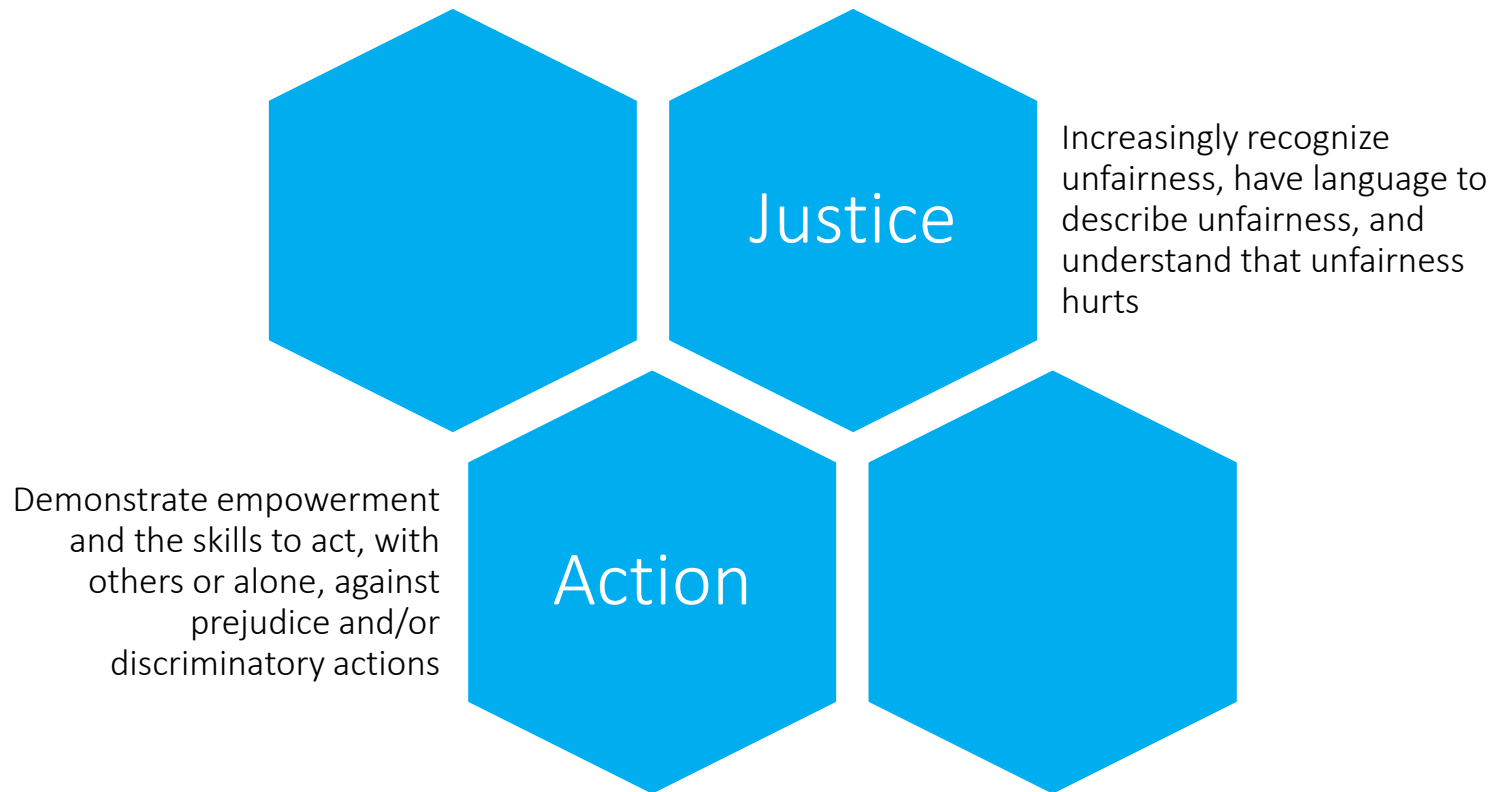 Justice
Increasingly recognize
unfairness, have language to
describe unfairness, and
understand that unfairness
hurts
Demonstrate empowerment
and the skills to act, with
others or alone, against
prejudice and/or
discriminatory actions
Action